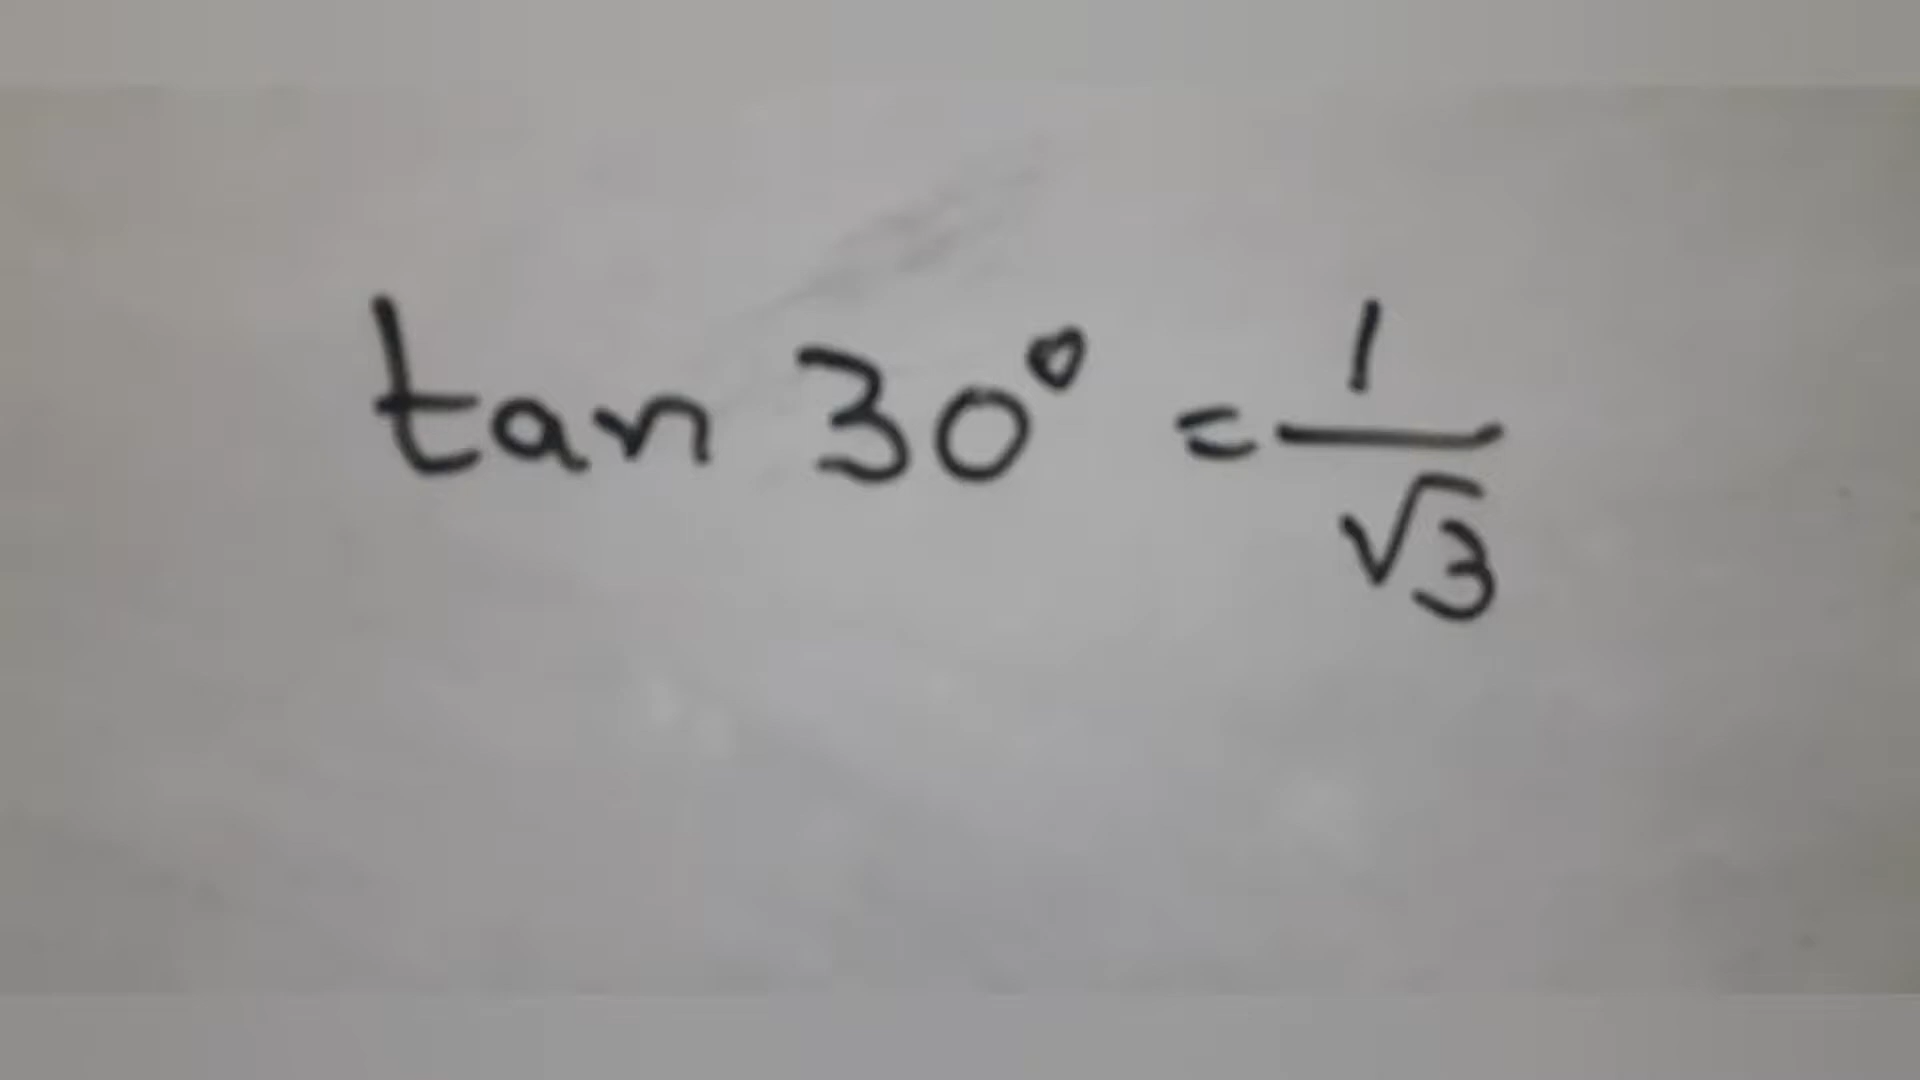 tan 30° = 1/√3